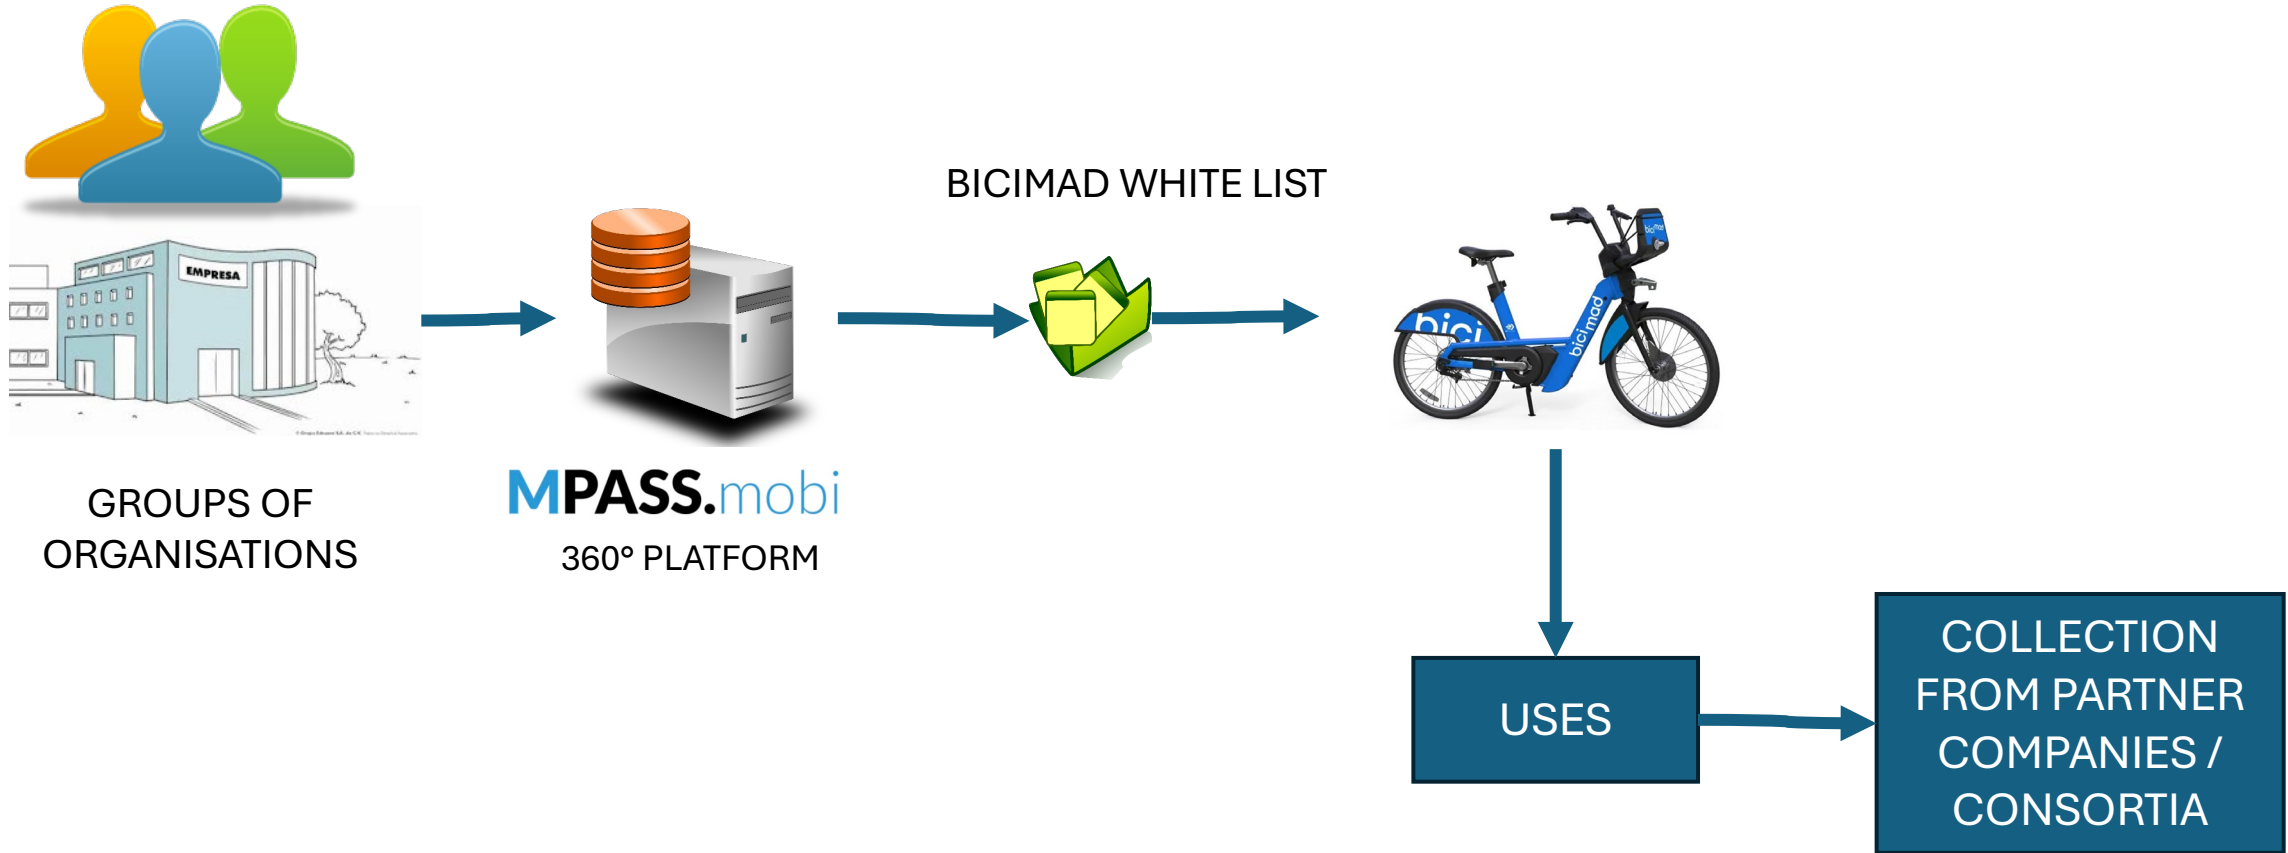 BICIMAD WHITE LIST
EMPRESA
bici
bicimad
bicimad
GROUPS OF
ORGANISATIONS
MPASS.mobi
360° PLATFORM
USES
COLLECTION
FROM PARTNER
COMPANIES /
CONSORTIA